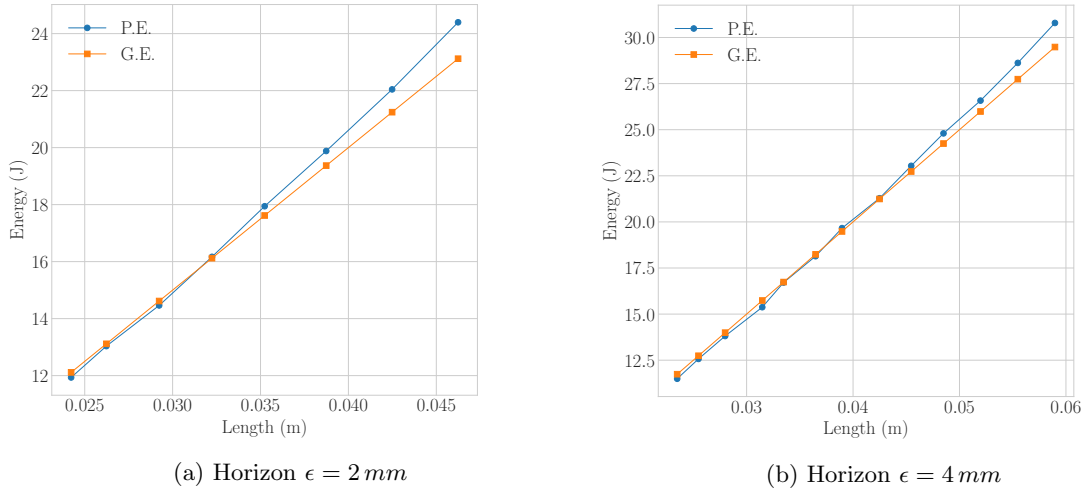 P.E.
G.E.
24
22
20
18
16
14
12
Energy (J)
0.025 0.030 0.035 0.040 0.045
Length (m)
(a) Horizon ϵ = 2 mm
P.E.
G.E.
30.0
27.5
25.0
22.5
20.0
17.5
15.0
12.5
Energy (J)
0.03 0.04 0.05 0.06
Length (m)
(b) Horizon ϵ = 4 mm